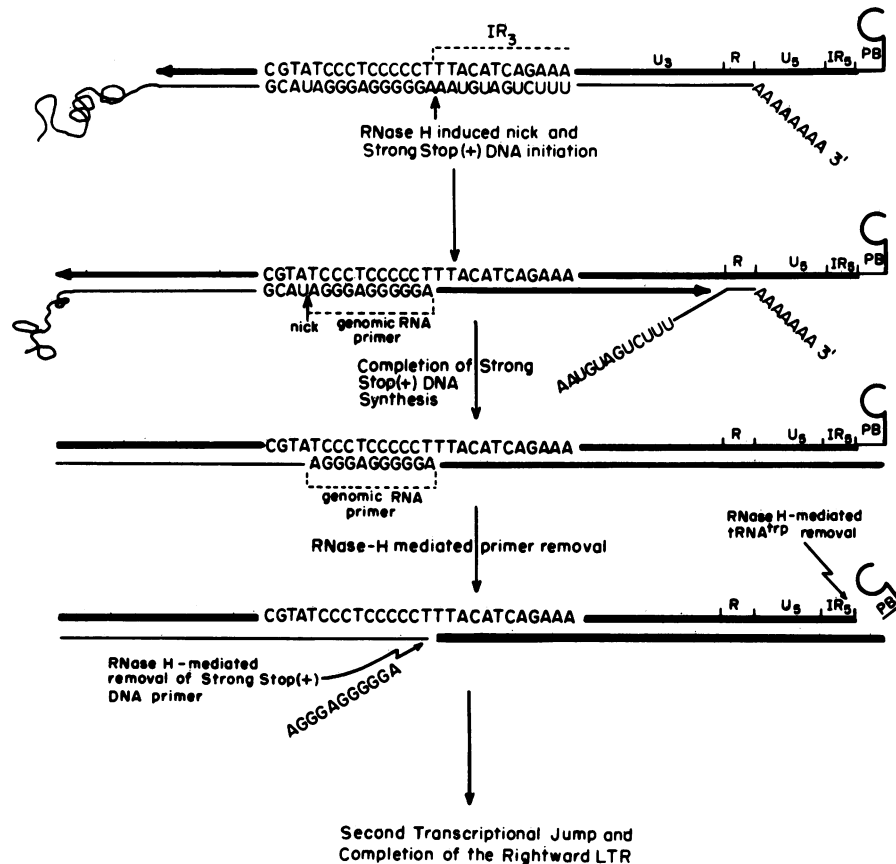 IR₃
PB
U₃ R U₅ IR₅
CGTATCCCTCCCCCTTTACATCAGAAA
GCAUAGGGAGGGGGAAAUGUAGUCUUU
AAAAAAAA 3'
RNase H induced nick and
Strong Stop(+) DNA initiation
PB
R U₅ IR₅
CGTATCCCTCCCCCTTTACATCAGAAA
GCAUAGGGAGGGGGA
nick
genomic RNA
primer
AAUGUAGUCUUU
AAAAAAA 3'
Completion of Strong
Stop(+) DNA
Synthesis
PB
R U₅ IR₅
CGTATCCCTCCCCCTTTACATCAGAAA
AGGGAGGGGGA
genomic RNA
primer
RNase-H mediated primer removal
RNase H-mediated
tRNAᵗʳᵖ removal
PB
R U₅ IR₅
CGTATCCCTCCCCCTTTACATCAGAAA
RNase H-mediated
removal of Strong Stop(+)
DNA primer
AGGGAGGGGGA
Second Transcriptional Jump and
Completion of the Rightward LTR